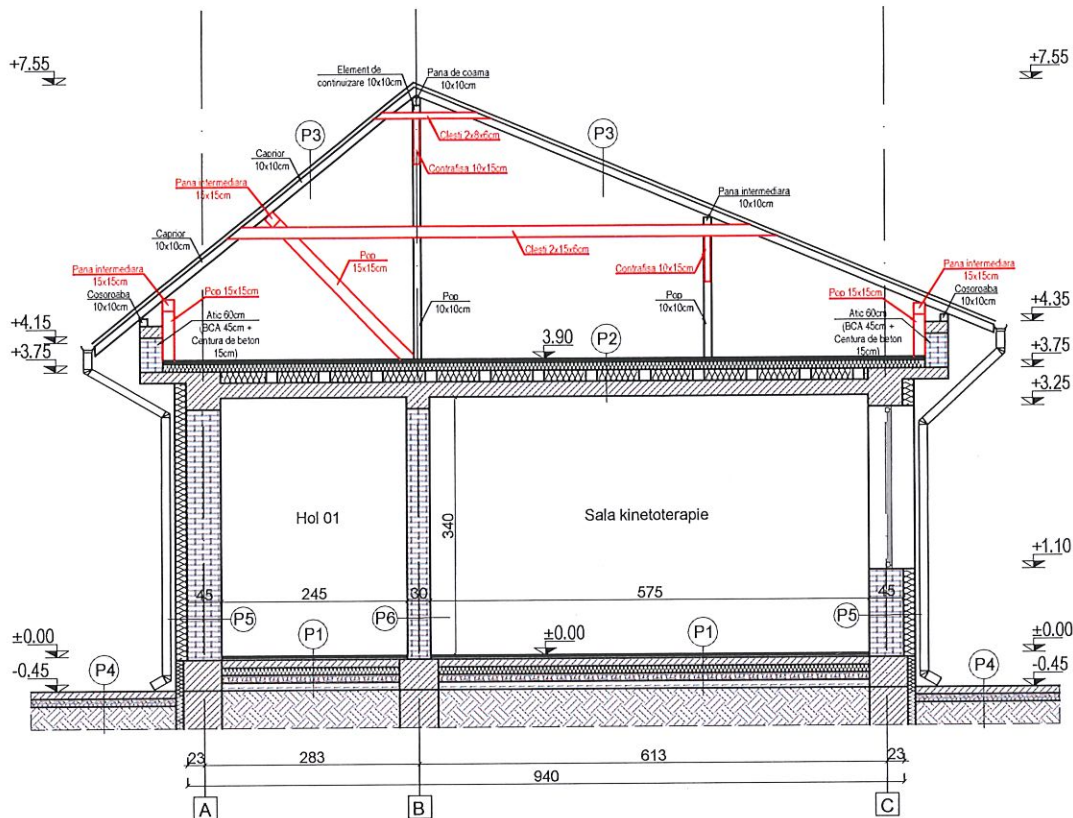 +7.55
+7.55
Element de
continuizare 10x10cm
Pana de coama
10x10cm
P3
P3
Clesti 2x8x6cm
Caprior
10x10cm
Contrafisa 10x15cm
Pana intermediara
15x15cm
Pana intermediara
10x10cm
Caprior
10x10cm
Clesti 2x15x6cm
Pop
15x15cm
Contrafisa 10x15cm
Pana intermediara
15x15cm
Pana intermediara
15x15cm
Cosoroaba
10x10cm
Pop 15x15cm
Pop
10x10cm
Pop
10x10cm
Pop 15x15cm
Cosoroaba
10x10cm
Atic 60cm
(BCA 45cm +
Centura de beton
15cm)
Atic 60cm
(BCA 45cm +
Centura de beton
15cm)
+4.15
+4.35
3.90
P2
+3.75
+3.75
+3.25
Hol 01
340
Sala kinetoterapie
+1.10
45
245
30
575
45
P5
P6
P5
±0.00
P1
±0.00
P1
±0.00
-0.45
P4
P4
-0.45
23
283
613
23
940
A
B
C